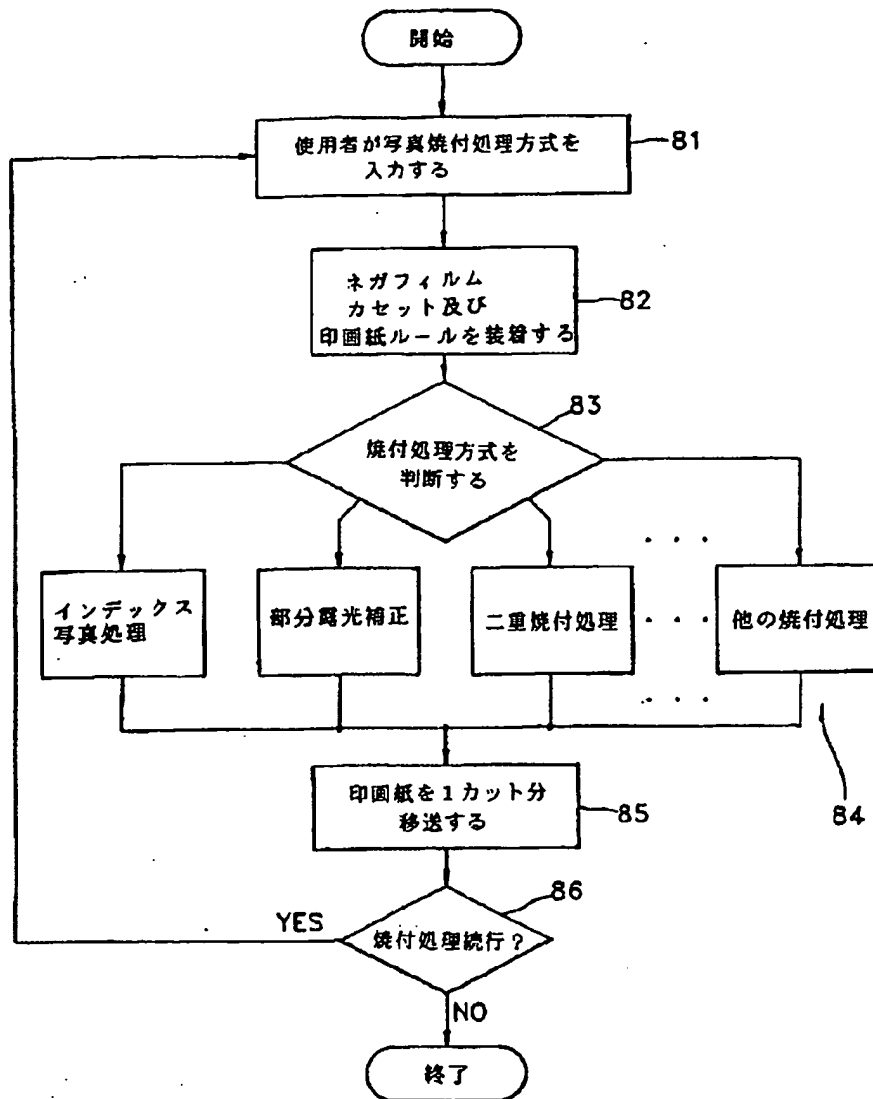 開始
使用者が写真焼付処理方式を
入力する
81
ネガフィルム
カセット及び
印画紙ルールを装着する
82
83
焼付処理方式を
判断する
インデックス
写真処理
部分露光補正
二重焼付処理
他の焼付処理
84
印画紙を1カット分
移送する
85
86
焼付処理続行?
YES
NO
終了